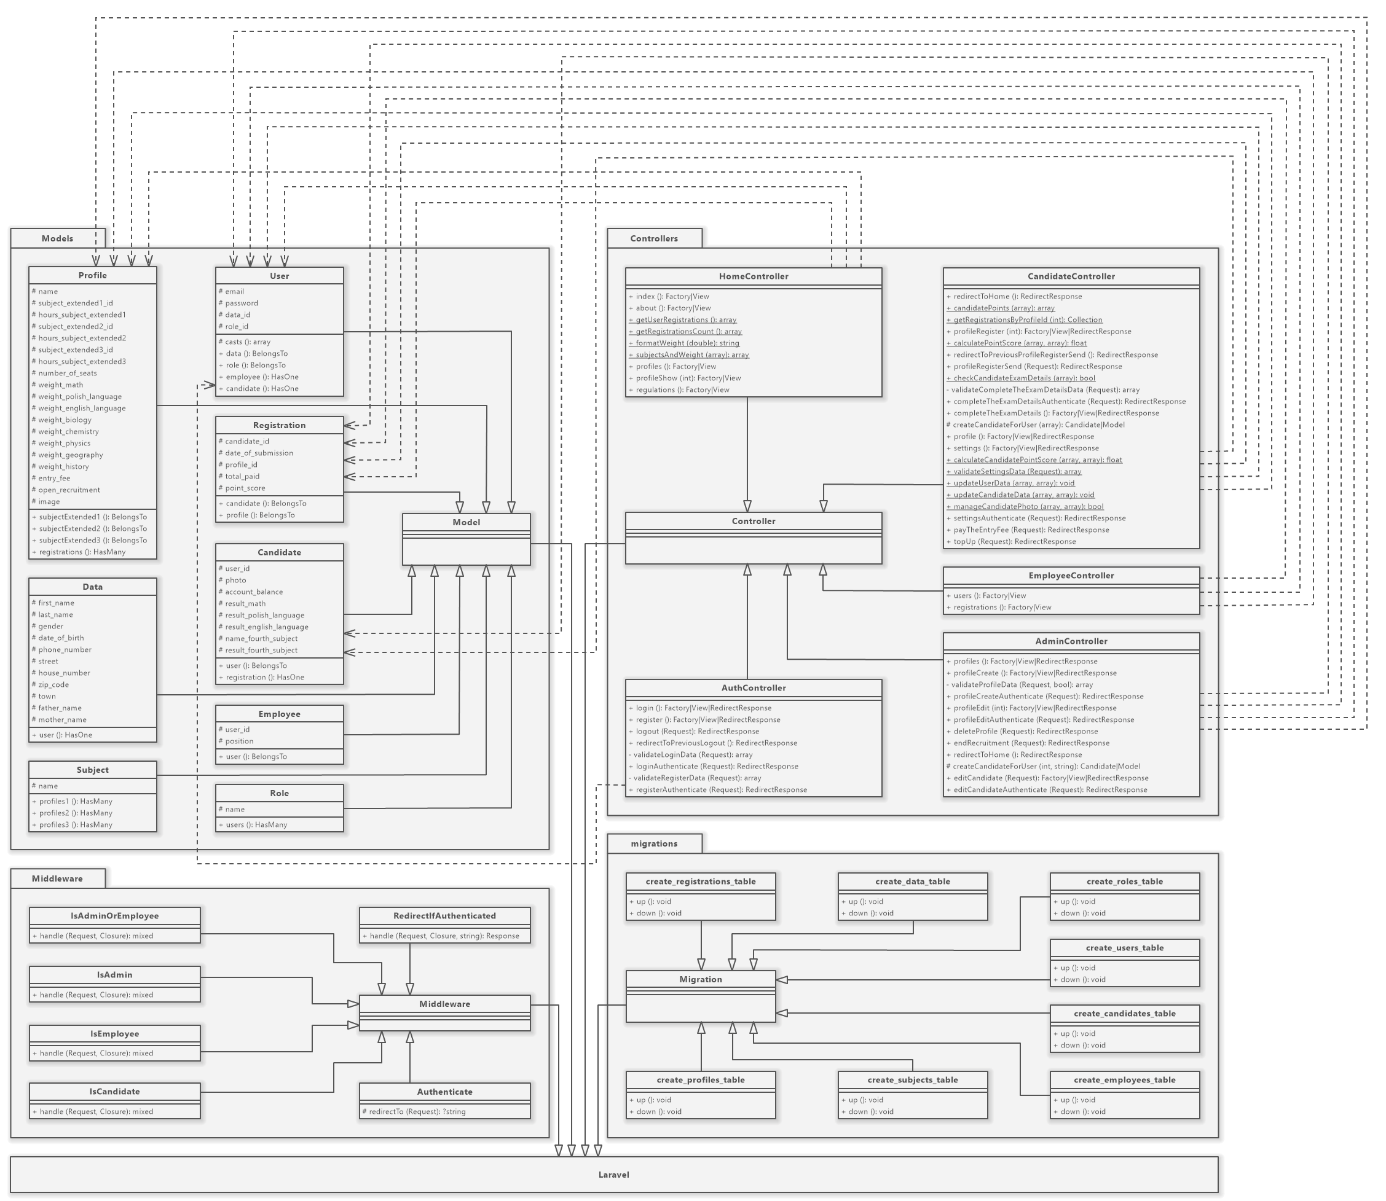 Models
Profile
# name
# subject_extended1_id
# hours_subject_extended1
# subject_extended2_id
# hours_subject_extended2
# subject_extended3_id
# hours_subject_extended3
# number_of_seats
# weight_math
# weight_polish_language
# weight_english_language
# weight_biology
# weight_chemistry
# weight_physics
# weight_geography
# weight_history
# entry_fee
# open_recruitment
# image
+ subjectExtended1 (): BelongsTo
+ subjectExtended2 (): BelongsTo
+ subjectExtended3 (): BelongsTo
+ registrations (): HasMany
Data
# first_name
# last_name
# gender
# date_of_birth
# phone_number
# street
# house_number
# zip_code
# town
# father_name
# mother_name
+ user (): HasOne
Subject
# name
+ profiles1 (): HasMany
+ profiles2 (): HasMany
+ profiles3 (): HasMany
User
# email
# password
# data_id
# role_id
+ casts (): array
+ data (): BelongsTo
+ role (): BelongsTo
+ employee (): HasOne
+ candidate (): HasOne
Registration
# candidate_id
# date_of_submission
# profile_id
# total_paid
# point_score
+ candidate (): BelongsTo
+ profile (): BelongsTo
Candidate
# user_id
# photo
# account_balance
# result_math
# result_polish_language
# result_english_language
# name_fourth_subject
# result_fourth_subject
+ user (): BelongsTo
+ registration (): HasOne
Employee
# user_id
# position
+ user (): BelongsTo
Role
# name
+ users (): HasMany
Model
Controllers
HomeController
+ index (): Factory|View
+ about (): Factory|View
+ getUserRegistrations (): array
+ getRegistrationsCount (): array
+ formatWeight (double): string
+ subjectsAndWeight (array): array
+ profiles (): Factory|View
+ profileShow (int): Factory|View
+ regulations (): Factory|View
Controller
AuthController
+ login (): Factory|View|RedirectResponse
+ register (): Factory|View|RedirectResponse
+ logout (Request): RedirectResponse
+ redirectToPreviousLogout (): RedirectResponse
- validateLoginData (Request): array
+ loginAuthenticate (Request): RedirectResponse
- validateRegisterData (Request): array
+ registerAuthenticate (Request): RedirectResponse
CandidateController
+ redirectToHome (): RedirectResponse
+ candidatePoints (array): array
+ getRegistrationsByProfileId (int): Collection
+ profileRegister (int): Factory|View|RedirectResponse
+ calculatePointScore (array, array): float
+ redirectToPreviousProfileRegisterSend (): RedirectResponse
+ profileRegisterSend (Request): RedirectResponse
+ checkCandidateExamDetails (array): bool
- validateCompleteTheExamDetailsData (Request): array
+ completeTheExamDetailsAuthenticate (Request): RedirectResponse
+ completeTheExamDetails (): Factory|View|RedirectResponse
# createCandidateForUser (array): Candidate|Model
+ profile (): Factory|View|RedirectResponse
+ settings (): Factory|View|RedirectResponse
+ calculateCandidatePointScore (array, array): float
+ validateSettingsData (Request): array
+ updateUserData (array, array): void
+ updateCandidateData (array, array): void
+ manageCandidatePhoto (array, array): bool
+ settingsAuthenticate (Request): RedirectResponse
+ payTheEntryFee (Request): RedirectResponse
+ topUp (Request): RedirectResponse
EmployeeController
+ users (): Factory|View
+ registrations (): Factory|View
AdminController
+ profiles (): Factory|View|RedirectResponse
+ profileCreate (): Factory|View|RedirectResponse
- validateProfileData (Request, bool): array
+ profileCreateAuthenticate (Request): RedirectResponse
+ profileEdit (int): Factory|View|RedirectResponse
+ profileEditAuthenticate (Request): RedirectResponse
+ deleteProfile (Request): RedirectResponse
+ endRecruitment (Request): RedirectResponse
+ redirectToHome (): RedirectResponse
# createCandidateForUser (int, string): Candidate|Model
+ editCandidate (Request): Factory|View|RedirectResponse
+ editCandidateAuthenticate (Request): RedirectResponse
Middleware
IsAdminOrEmployee
+ handle (Request, Closure): mixed
IsAdmin
+ handle (Request, Closure): mixed
IsEmployee
+ handle (Request, Closure): mixed
IsCandidate
+ handle (Request, Closure): mixed
RedirectIfAuthenticated
+ handle (Request, Closure, string): Response
Middleware
Authenticate
# redirectTo (Request): ?string
migrations
create_registrations_table
+ up (): void
+ down (): void
create_data_table
+ up (): void
+ down (): void
create_roles_table
+ up (): void
+ down (): void
create_users_table
+ up (): void
+ down (): void
Migration
create_candidates_table
+ up (): void
+ down (): void
create_profiles_table
+ up (): void
+ down (): void
create_subjects_table
+ up (): void
+ down (): void
create_employees_table
+ up (): void
+ down (): void
Laravel